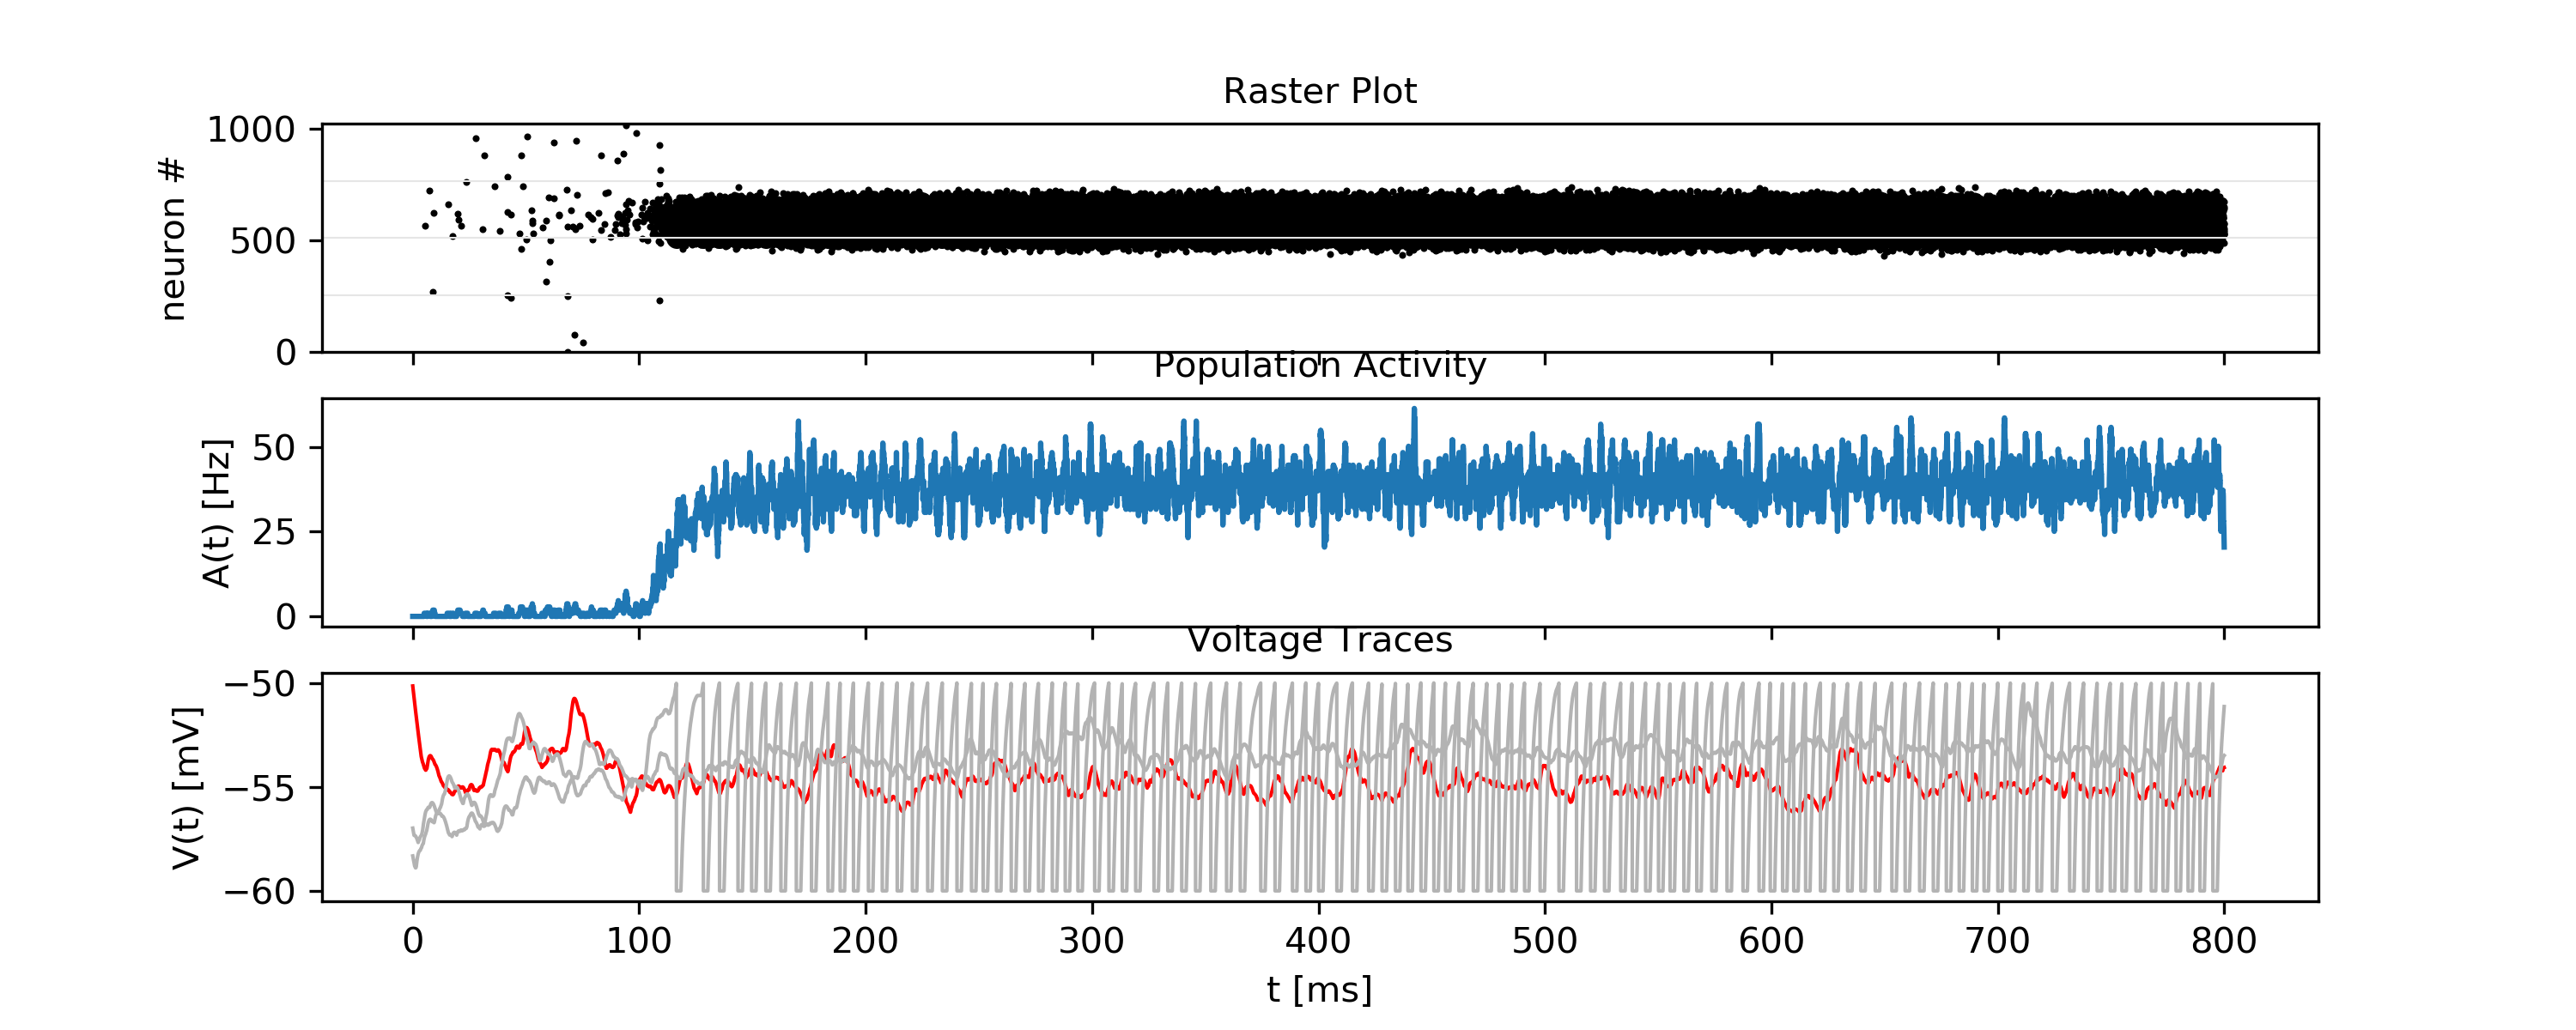 Raster Plot
1000
500
0
neuron #
Population Activity
50
25
0
A(t) [Hz]
Voltage Traces
−50
−55
−60
V(t) [mV]
0 100 200 300 400 500 600 700 800
t [ms]